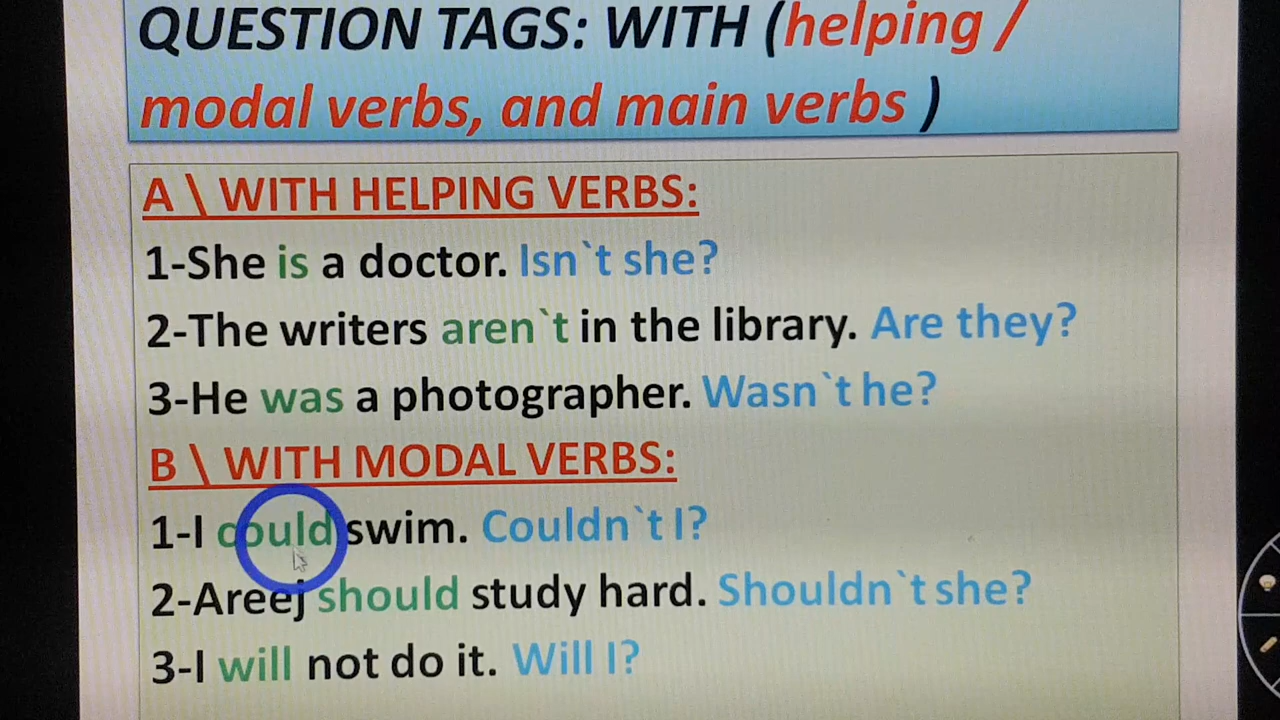 QUESTION TAGS: WITH (helping /
modal verbs, and main verbs )
A \ WITH HELPING VERBS:
1-She is a doctor. Isn`t she?
2-The writers aren`t in the library. Are they?
3-He was a photographer. Wasn`t he?
B \ WITH MODAL VERBS:
1-I could swim. Couldn`t I?
2-Areej should study hard. Shouldn`t she?
3-I will not do it. Will I?